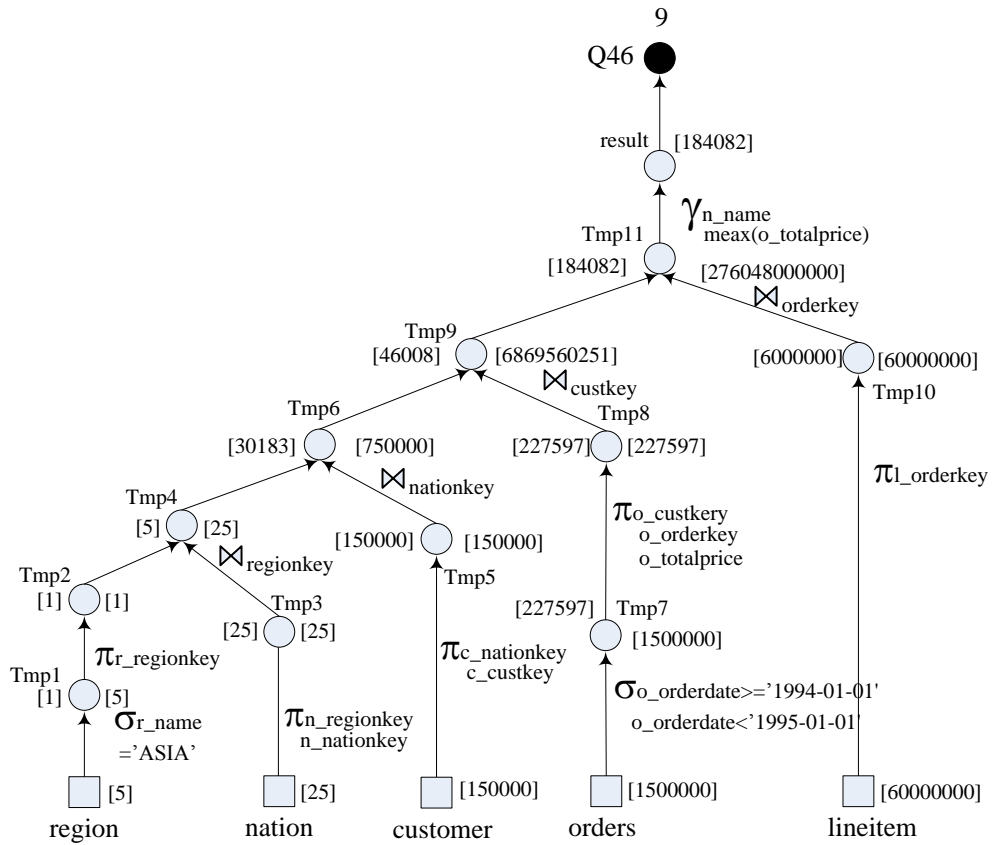 9
Q46
result [184082]
γn_name
meax(o_totalprice)
Tmp11
[184082] [276048000000]
⋈ orderkey
Tmp9
[46008] [6869560251]
⋈ custkey
[6000000] [60000000]
Tmp10
Tmp6
[30183] [750000]
⋈ nationkey
Tmp8
[227597] [227597]
πl_orderkey
Tmp4
[5] [25]
⋈ regionkey
[150000] [150000]
Tmp5
πo_custkery
o_orderkey
o_totalprice
Tmp2
[1] [1]
Tmp3
[25] [25]
[227597] Tmp7
[1500000]
πr_regionkey
πc_nationkey
c_custkey
Tmp1
[1] [5]
σr_name
='ASIA'
πn_regionkey
n_nationkey
σo_orderdate>='1994-01-01'
o_orderdate<'1995-01-01'
[5] [25] [150000] [1500000] [60000000]
region nation customer orders lineitem